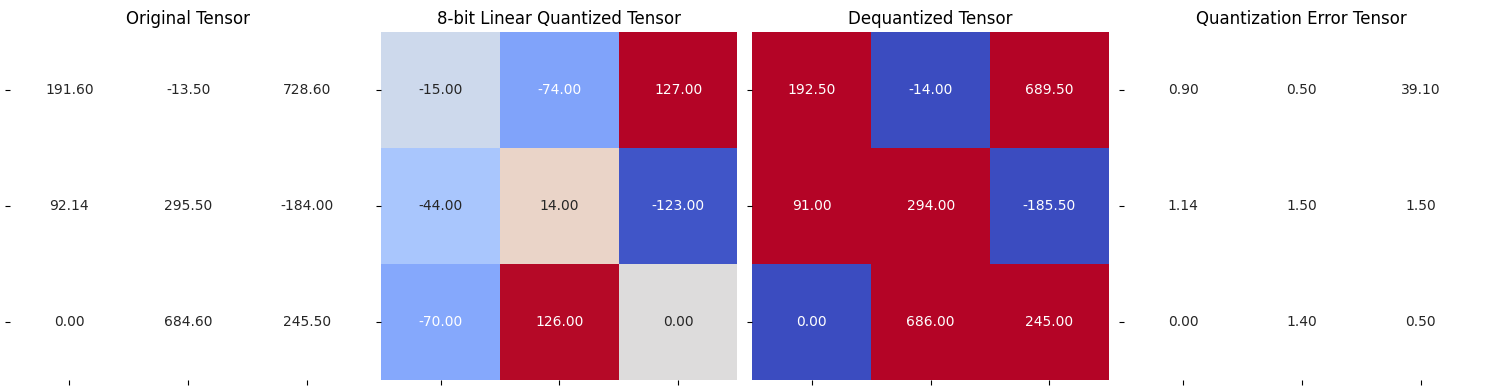 Original Tensor 8-bit Linear Quantized Tensor Dequantized Tensor Quantization Error Tensor
191.60 -13.50 728.60 -15.00 -74.00 127.00 192.50 -14.00 689.50 0.90 0.50 39.10
92.14 295.50 -184.00 -44.00 14.00 -123.00 91.00 294.00 -185.50 1.14 1.50 1.50
0.00 684.60 245.50 -70.00 126.00 0.00 0.00 686.00 245.00 0.00 1.40 0.50